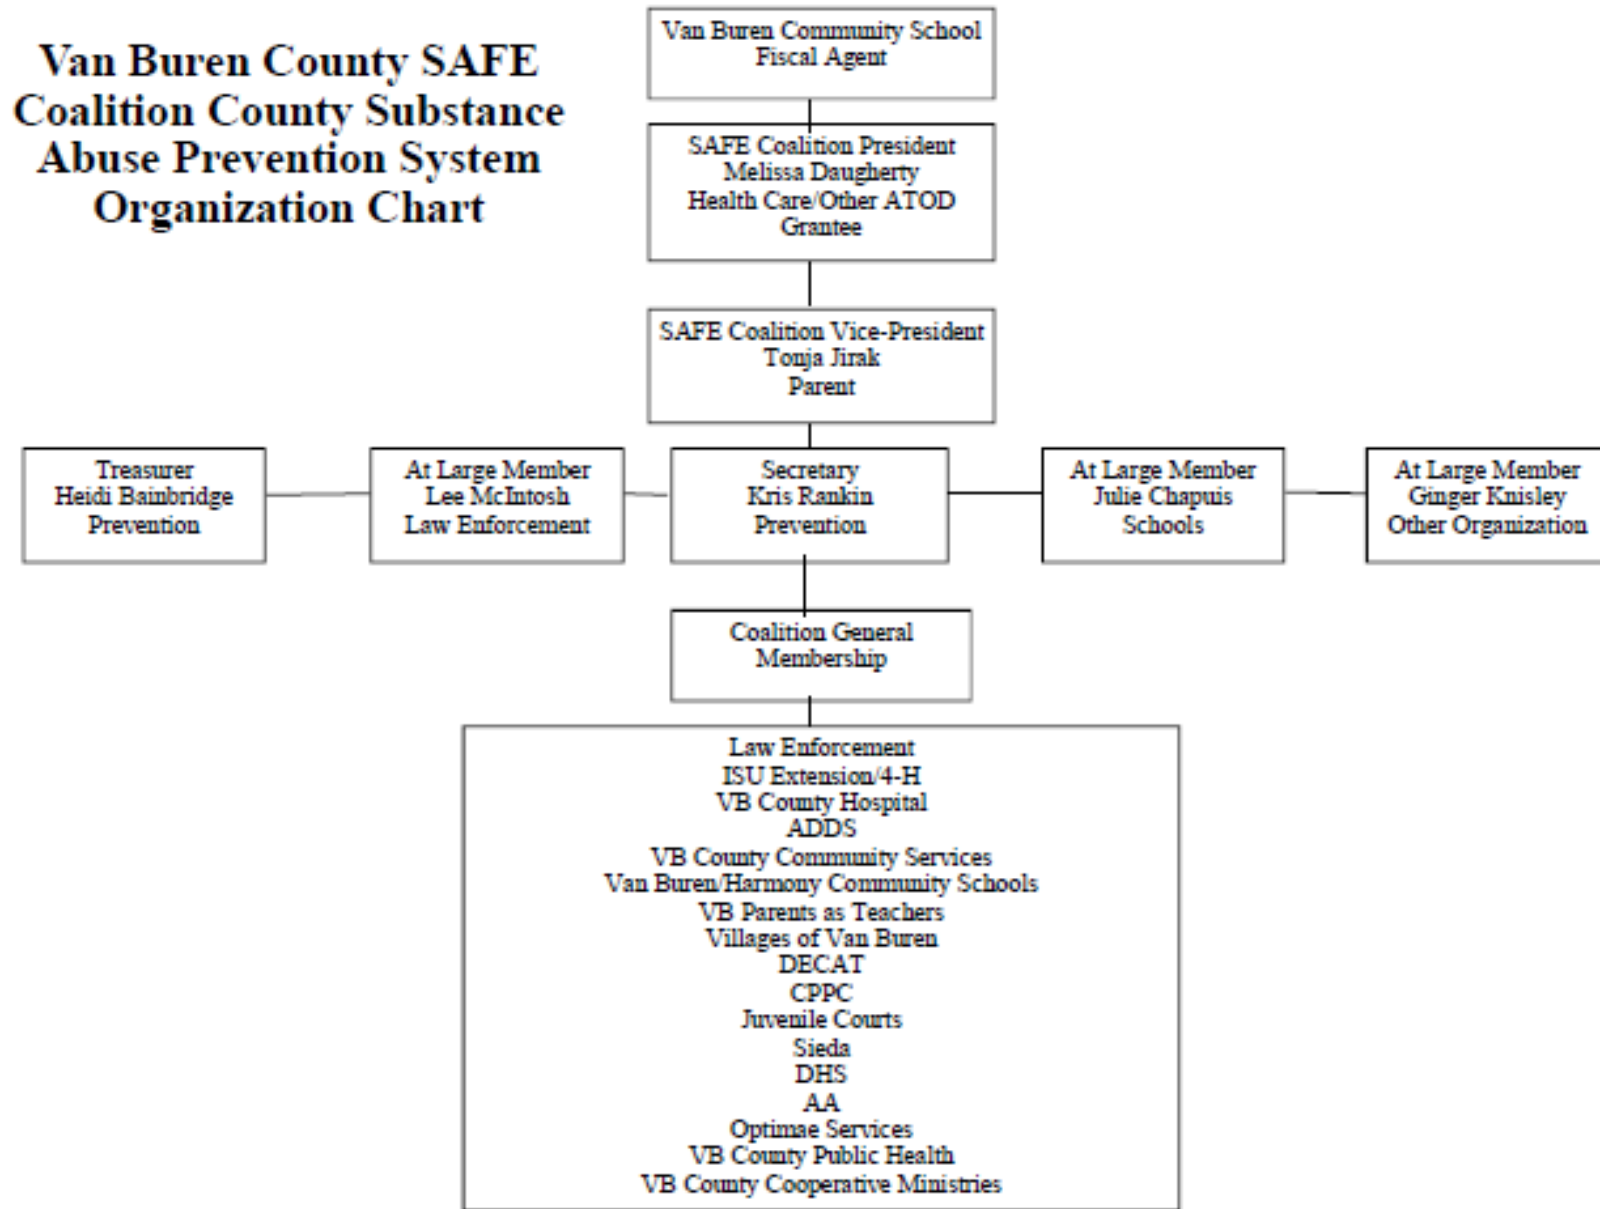 Van Buren County SAFE
Coalition County Substance
Abuse Prevention System
Organization Chart
Van Buren Community School
Fiscal Agent
SAFE Coalition President
Melissa Daugherty
Health Care/Other ATOD
Grantee
SAFE Coalition Vice-President
Tonja Jirak
Parent
Treasurer
Heidi Bainbridge
Prevention
At Large Member
Lee McIntosh
Law Enforcement
Secretary
Kris Rankin
Prevention
At Large Member
Julie Chapuis
Schools
At Large Member
Ginger Knisley
Other Organization
Coalition General
Membership
Law Enforcement
ISU Extension/4-H
VB County Hospital
ADDS
VB County Community Services
Van Buren/Harmony Community Schools
VB Parents as Teachers
Villages of Van Buren
DECAT
CPPC
Juvenile Courts
Sieda
DHS
AA
Optimae Services
VB County Public Health
VB County Cooperative Ministries